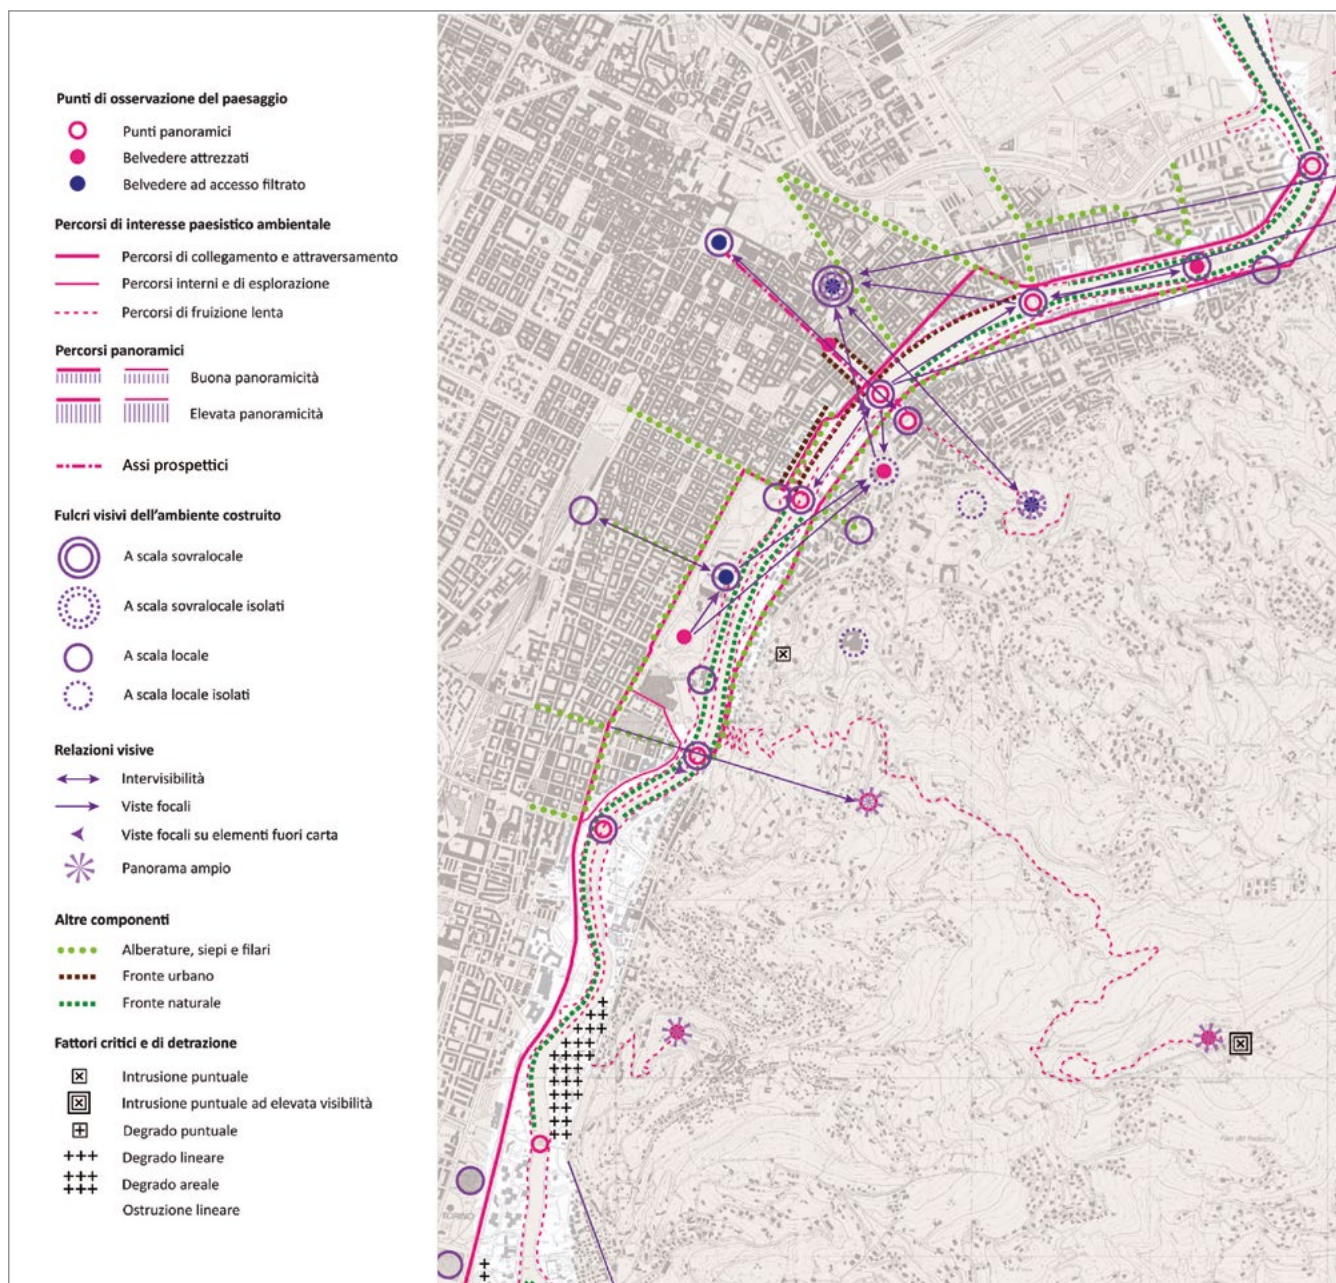 Punti di osservazione del paesaggio
Punti panoramici
Belvedere attrezzati
Belvedere ad accesso filtrato
Percorsi di interesse paesistico ambientale
Percorsi di collegamento e attraversamento
Percorsi interni e di esplorazione
Percorsi di fruizione lenta
Percorsi panoramici
Buona panoramicità
Elevata panoramicità
Assi prospettici
Fulcri visivi dell'ambiente costruito
A scala sovralocale
A scala sovralocale isolati
A scala locale
A scala locale isolati
Relazioni visive
Intervisibilità
Viste focali
Viste focali su elementi fuori carta
Panorama ampio
Altre componenti
Alberature, siepi e filari
Fronte urbano
Fronte naturale
Fattori critici e di detrazione
Intrusione puntuale
Intrusione puntuale ad elevata visibilità
Degrado puntuale
Degrado lineare
Degrado areale
Ostruzione lineare